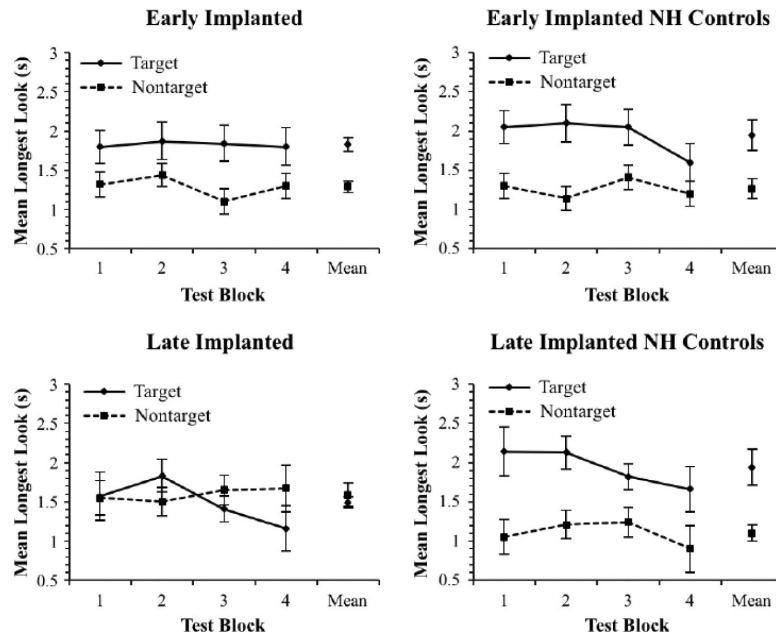 Early Implanted
Mean Longest Look (s)
3
2.5
2
1.5
1
0.5
Target
Nontarget
1 2 3 4 Mean
Test Block
Early Implanted NH Controls
Mean Longest Look (s)
3
2.5
2
1.5
1
0.5
Target
Nontarget
1 2 3 4 Mean
Test Block
Late Implanted
Mean Longest Look (s)
3
2.5
2
1.5
1
0.5
Target
Nontarget
1 2 3 4 Mean
Test Block
Late Implanted NH Controls
Mean Longest Look (s)
3
2.5
2
1.5
1
0.5
Target
Nontarget
1 2 3 4 Mean
Test Block